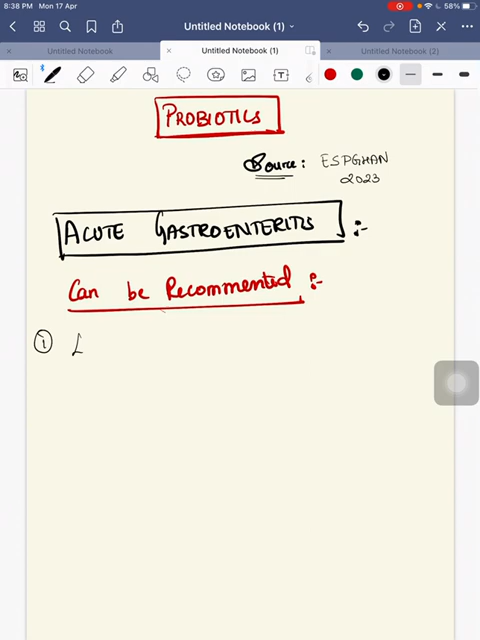 8:38 PM Mon 17 Apr 58%
Untitled Notebook (1)
Untitled Notebook Untitled Notebook (1) Untitled Notebook (2)
PROBIOTICS
Source: ESPGHAN
2023
ACUTE GASTROENTERITIS :-
Can be Recommented :-
① L